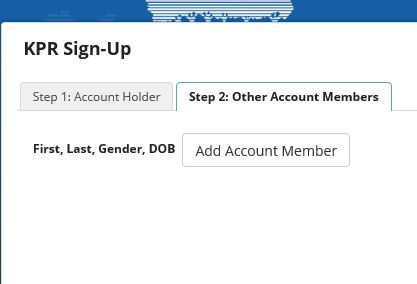 KPR Sign-Up
Step 1: Account Holder
Step 2: Other Account Members
First, Last, Gender, DOB
Add Account Member